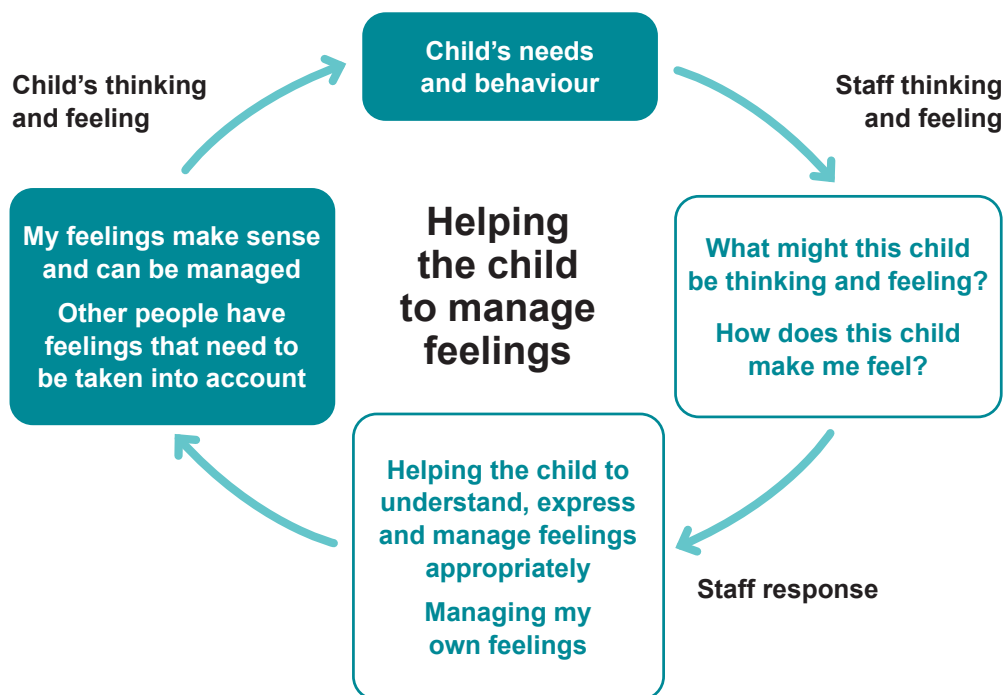 Child’s needs
and behaviour
Child’s thinking
and feeling
Staff thinking
and feeling
My feelings make sense
and can be managed
Other people have
feelings that need to
be taken into account
Helping
the child
to manage
feelings
What might this child
be thinking and feeling?
How does this child
make me feel?
Helping the child to
understand, express
and manage feelings
appropriately
Managing my
own feelings
Staff response